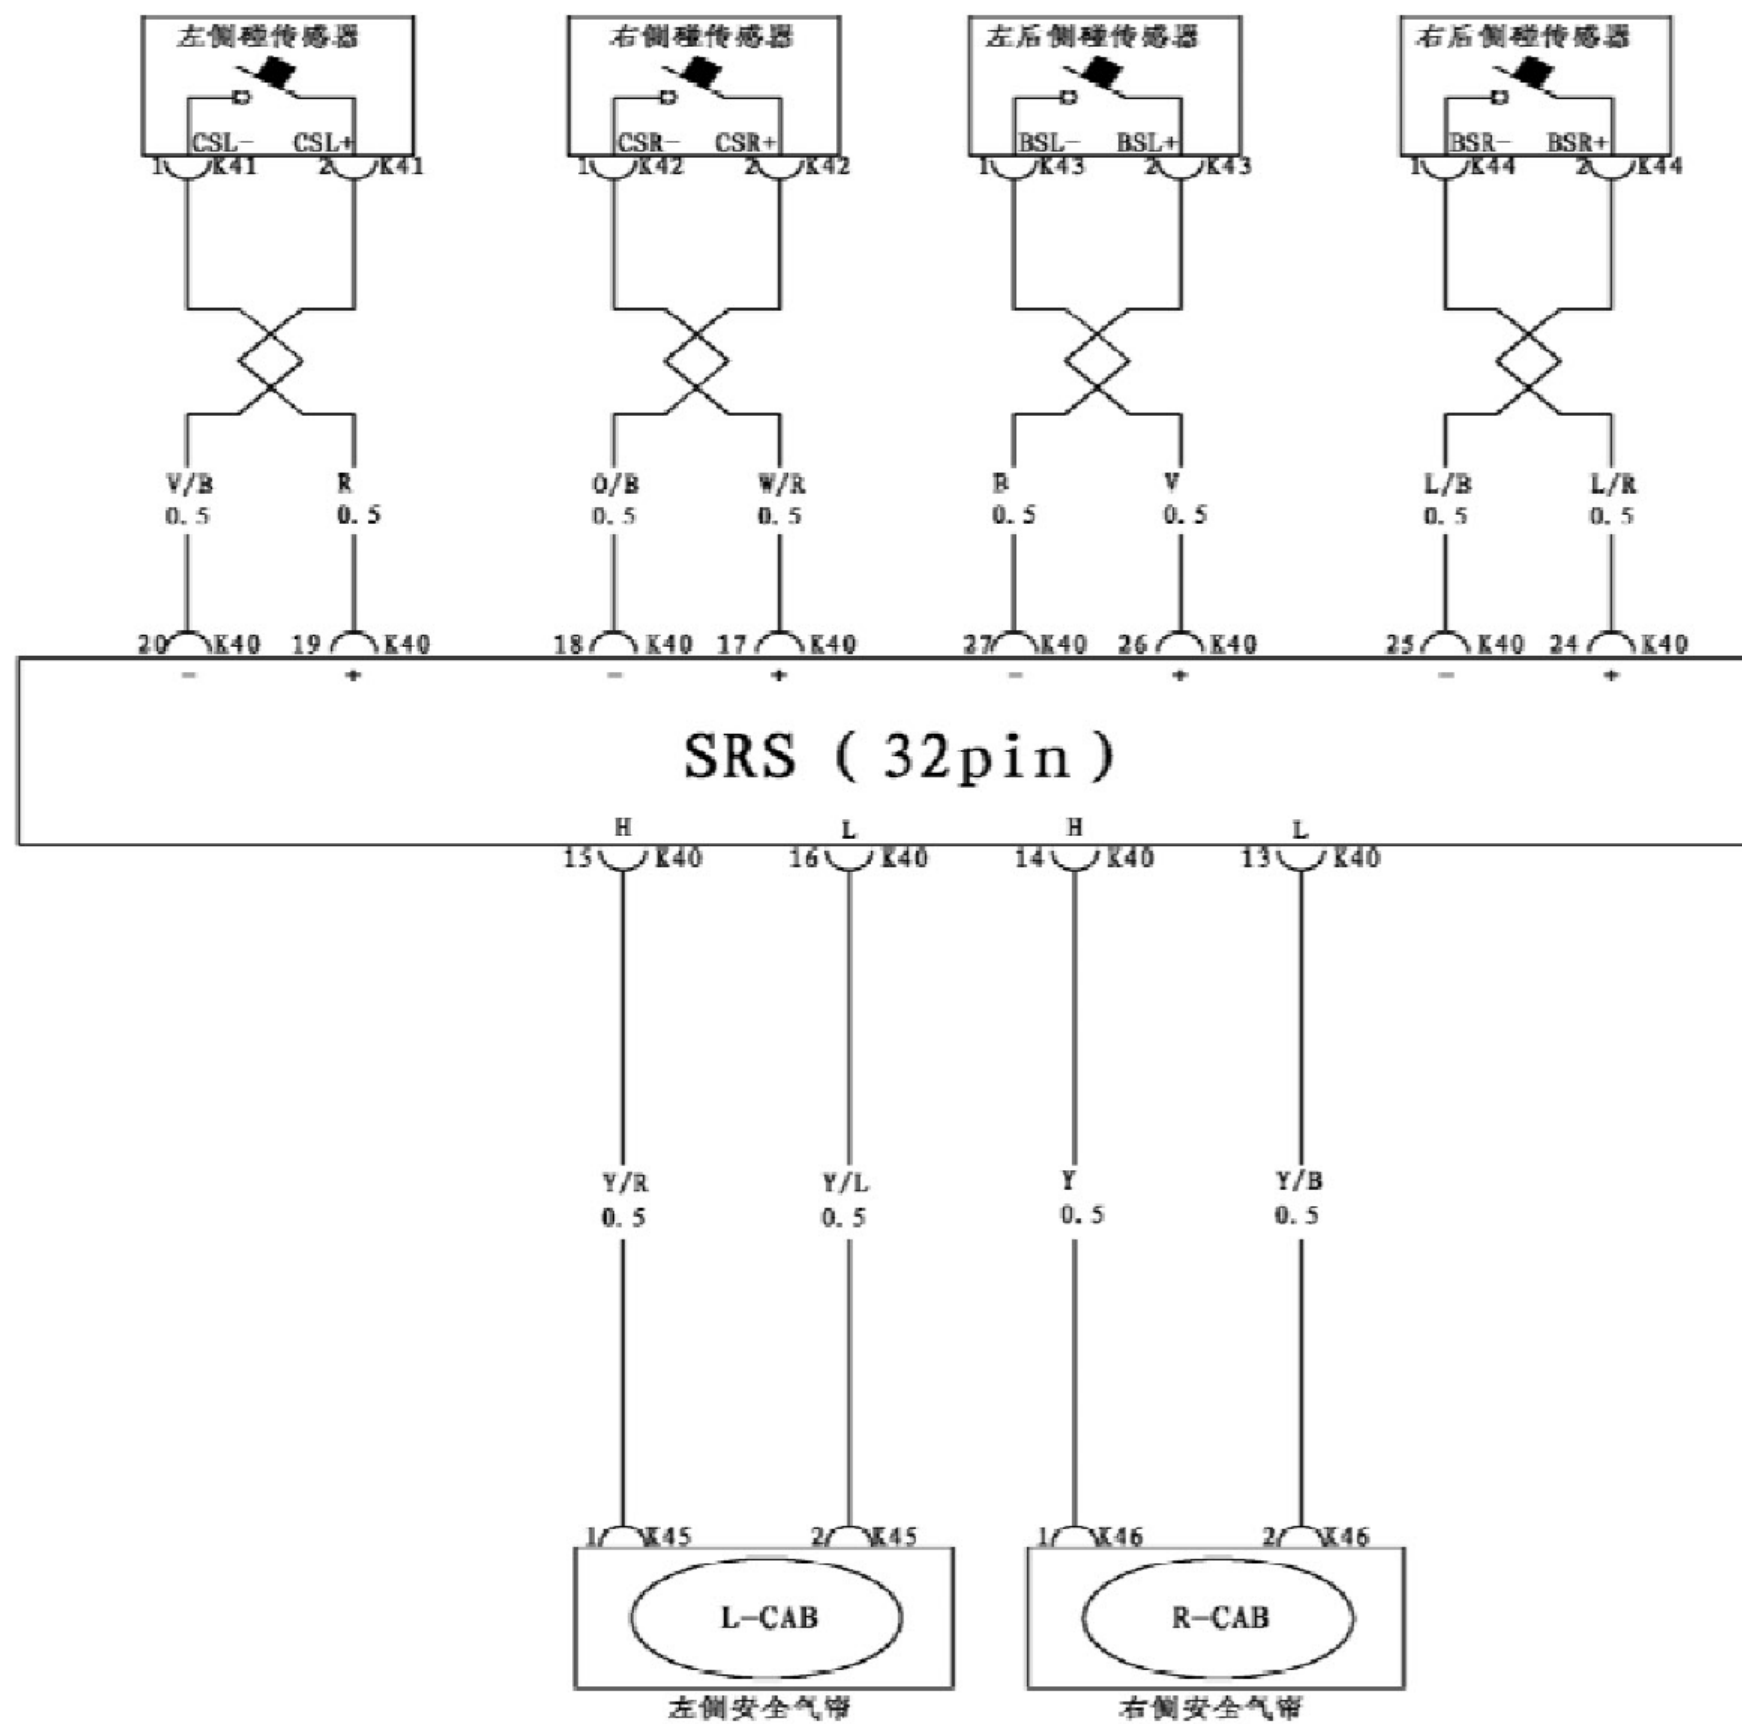 左侧碰传感器 右侧碰传感器 左后侧碰传感器 右后侧碰传感器
CSL- CSL+ CSR- CSR+ BSL- BSL+ BSR- BSR+
1 K41 2 K41 1 K42 2 K42 1 K43 2 K43 1 K44 2 K44
V/B R O/B W/R B V L/B L/R
0.5 0.5 0.5 0.5 0.5 0.5 0.5 0.5
20 K40 19 K40 18 K40 17 K40 27 K40 26 K40 25 K40 24 K40
- + - + - + - +
SRS (32pin)
H L H L
15 K40 16 K40 14 K40 13 K40
Y/R Y/L Y Y/B
0.5 0.5 0.5 0.5
1 K45 2 K45 1 K46 2 K46
L-CAB R-CAB
左侧安全气帘 右侧安全气帘